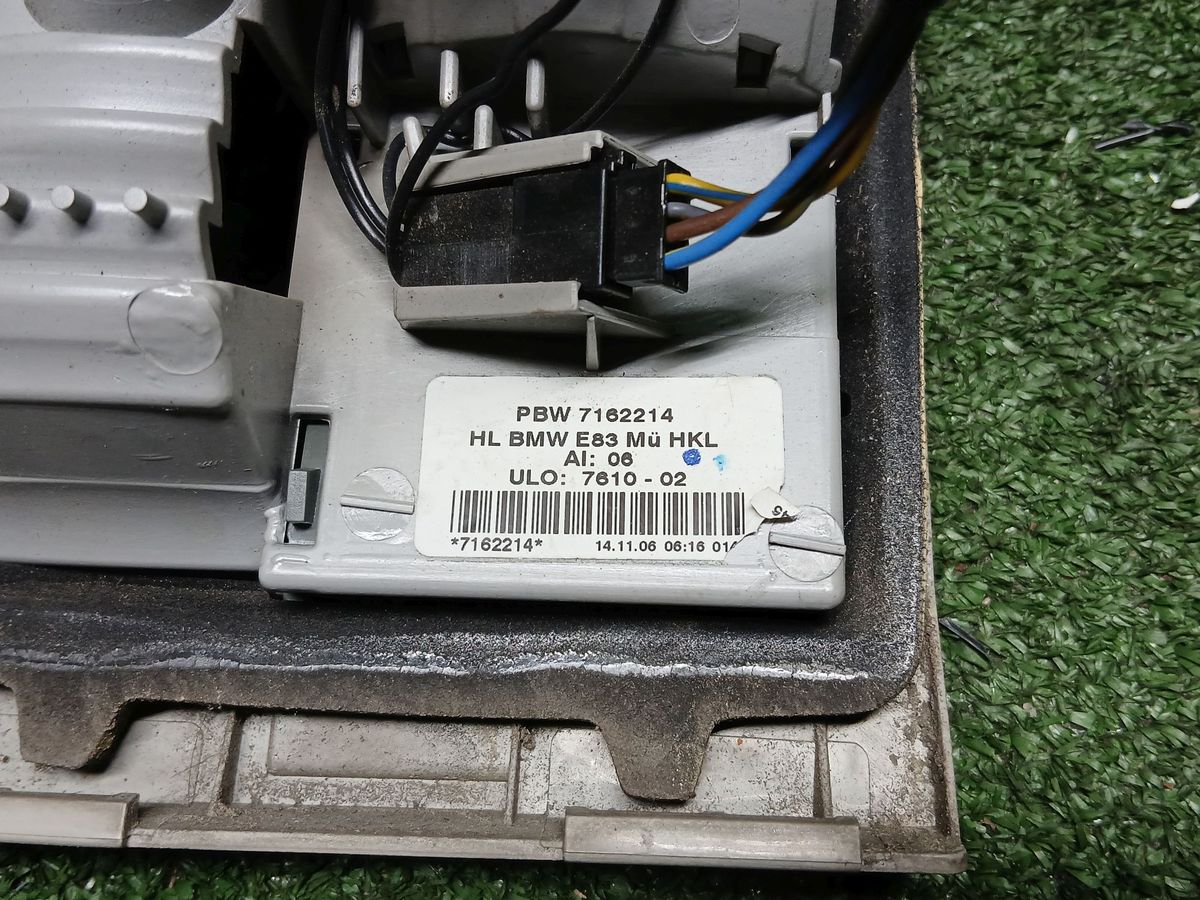 PBW 7162214
HL BMW E83 Mü HKL
AI: 06
ULO: 7610 - 02
*7162214* 14.11.06 06:16